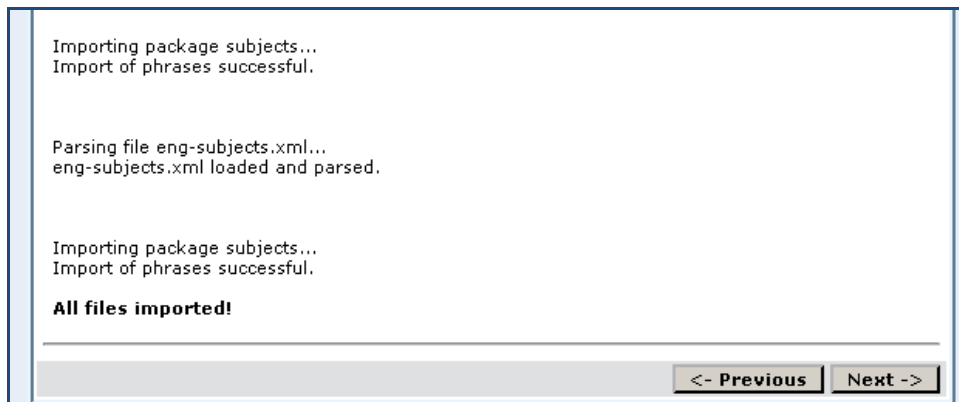 Importing package subjects...
Import of phrases successful.
Parsing file eng-subjects.xml...
eng-subjects.xml loaded and parsed.
Importing package subjects...
Import of phrases successful.
All files imported!
<- Previous Next ->